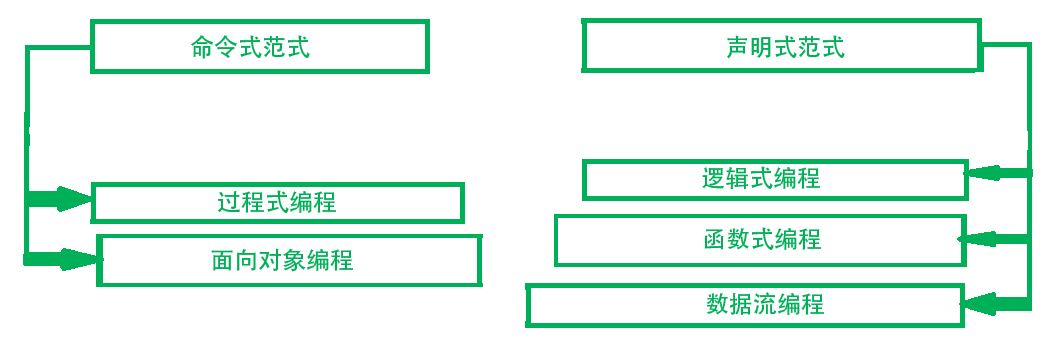 命令式范式
声明式范式
过程式编程
面向对象编程
逻辑式编程
函数式编程
数据流编程